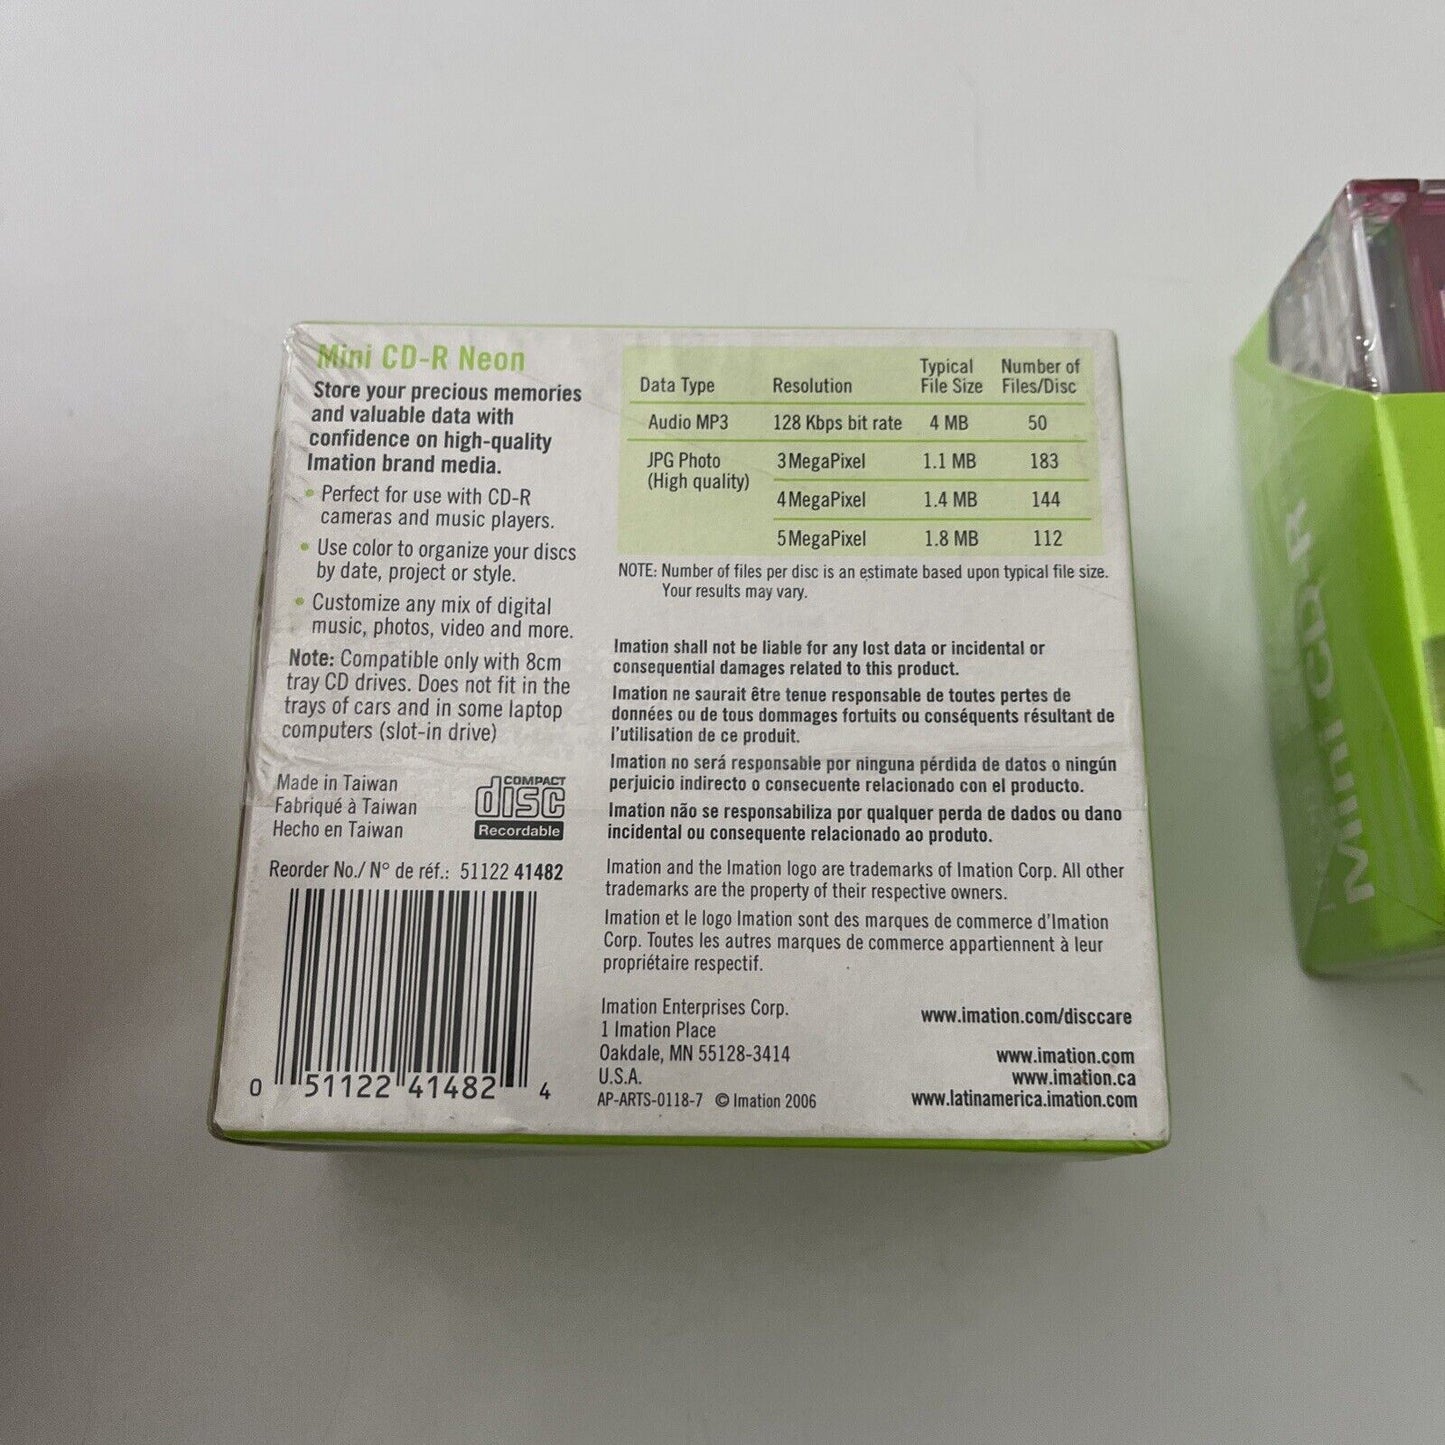 Mini CD-R Neon
Store your precious memories
and valuable data with
confidence on high-quality
Imation brand media.
• Perfect for use with CD-R
cameras and music players.
• Use color to organize your discs
by date, project or style.
• Customize any mix of digital
music, photos, video and more.
Note: Compatible only with 8cm
tray CD drives. Does not fit in the
trays of cars and in some laptop
computers (slot-in drive)
Made in Taiwan
Fabriqué à Taiwan
Hecho en Taiwan
COMPACT
disc
Recordable
Reorder No./ N° de réf.: 51122 41482
0 51122 41482 4
Data Type Resolution Typical File Size Number of Files/Disc
Audio MP3 128 Kbps bit rate 4 MB 50
JPG Photo (High quality) 3 MegaPixel 1.1 MB 183
4 MegaPixel 1.4 MB 144
5 MegaPixel 1.8 MB 112
NOTE: Number of files per disc is an estimate based upon typical file size.
Your results may vary.
Imation shall not be liable for any lost data or incidental or
consequential damages related to this product.
Imation ne saurait être tenue responsable de toutes pertes de
données ou de tous dommages fortuits ou conséquents résultant de
l'utilisation de ce produit.
Imation no será responsable por ninguna pérdida de datos o ningún
perjuicio indirecto o consecuente relacionado con el producto.
Imation não se responsabiliza por qualquer perda de dados ou dano
incidental ou consequente relacionado ao produto.
Imation and the Imation logo are trademarks of Imation Corp. All other
trademarks are the property of their respective owners.
Imation et le logo Imation sont des marques de commerce d'Imation
Corp. Toutes les autres marques de commerce appartiennent à leur
propriétaire respectif.
Imation Enterprises Corp.
1 Imation Place
Oakdale, MN 55128-3414
U.S.A.
AP-ARTS-0118-7 © Imation 2006
www.imation.com/disccare
www.imation.com
www.imation.ca
www.latinamerica.imation.com
Mini CD-R